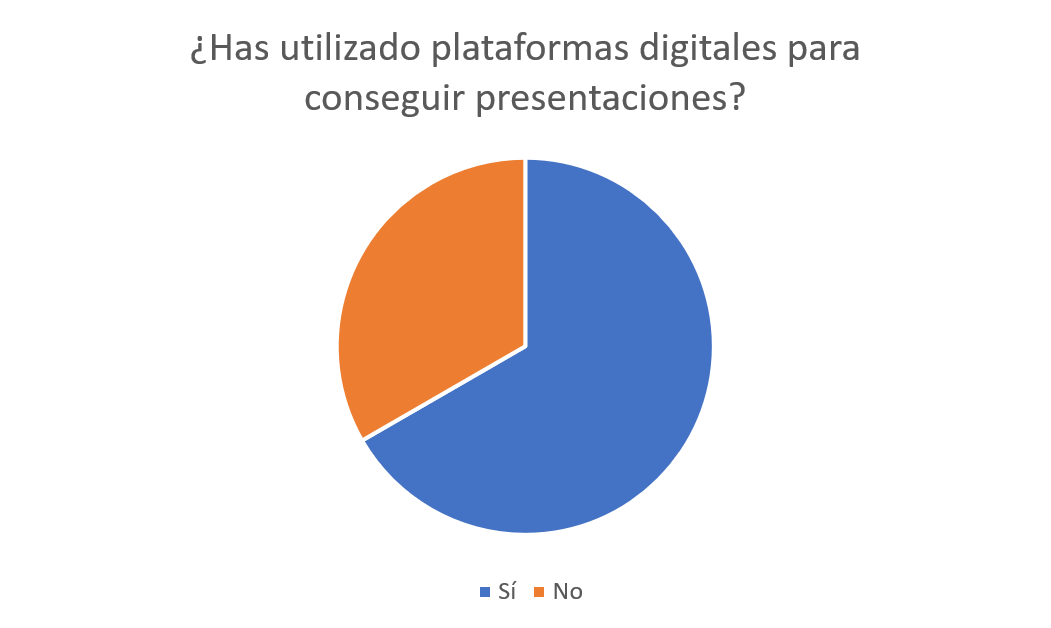 ¿Has utilizado plataformas digitales para
conseguir presentaciones?
Sí No